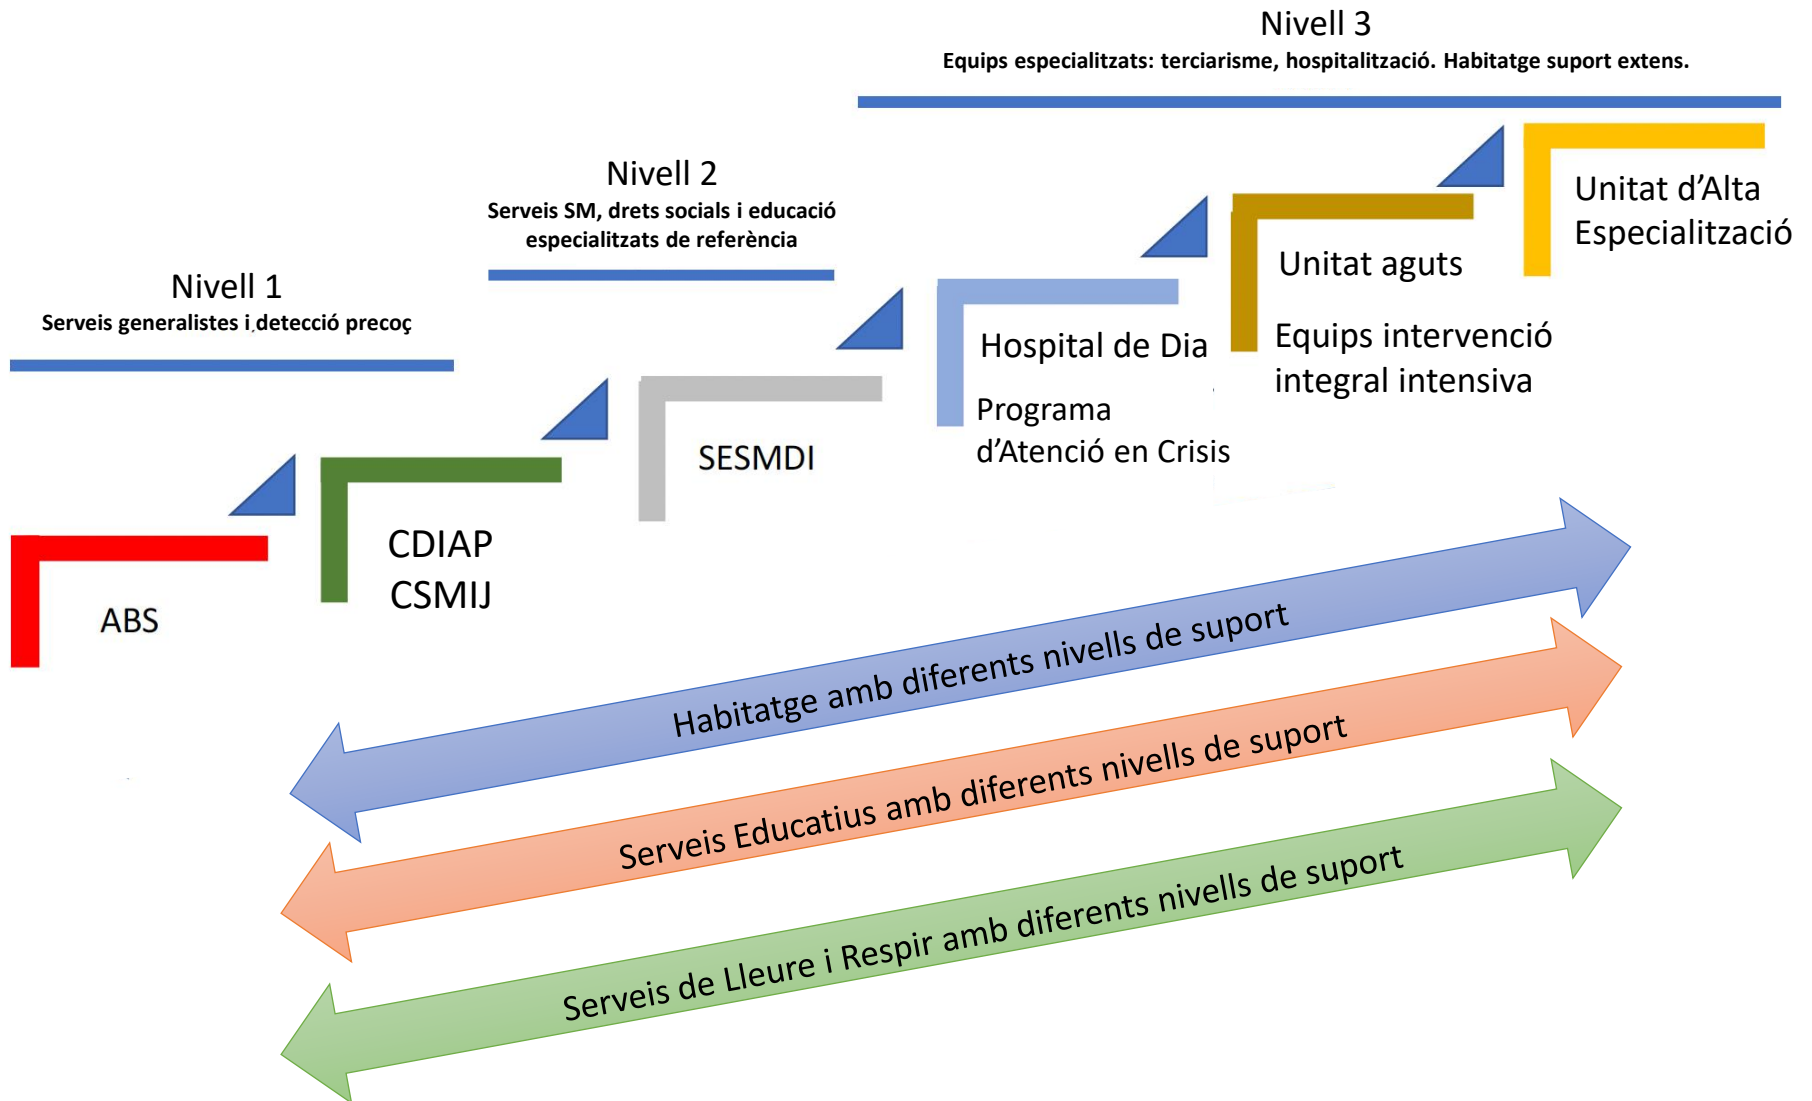 Nivell 3
Equips especialitzats: terciarisme, hospitalització. Habitatge suport extens.
Nivell 2
Serveis SM, drets socials i educació
especialitzats de referència
Nivell 1
Serveis generalistes i detecció precoç
Unitat d’Alta
Especialització
Unitat aguts
Equips intervenció
integral intensiva
Hospital de Dia
Programa
d’Atenció en Crisis
SESMDI
CDIAP
CSMIJ
ABS
Habitatge amb diferents nivells de suport
Serveis Educatius amb diferents nivells de suport
Serveis de Lleure i Respir amb diferents nivells de suport